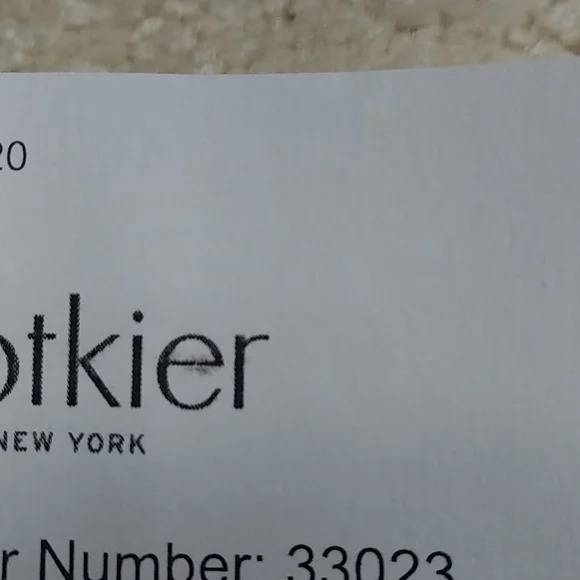 20
otkier
NEW YORK
r Number: 33023